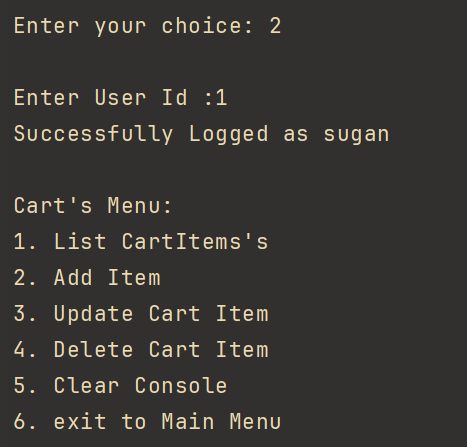 Enter your choice: 2
Enter User Id :1
Successfully Logged as sugan
Cart's Menu:
1. List CartItems's
2. Add Item
3. Update Cart Item
4. Delete Cart Item
5. Clear Console
6. exit to Main Menu